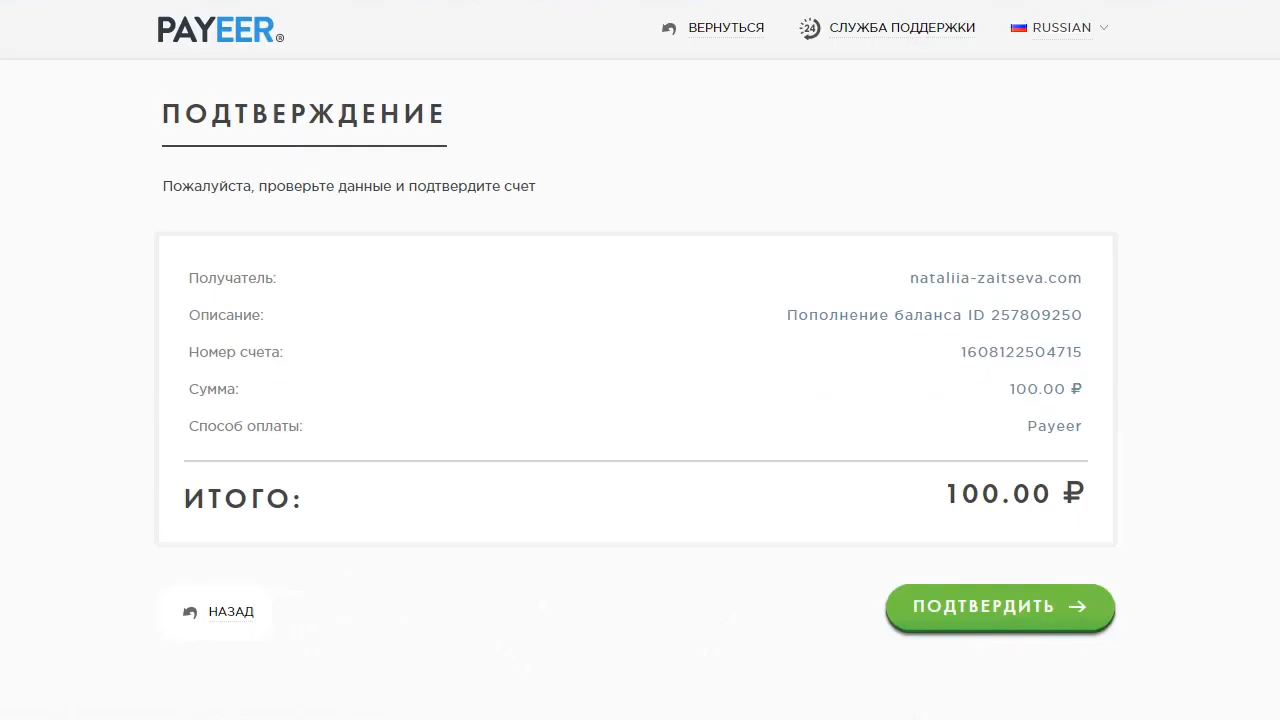 PAYEER®
ВЕРНУТЬСЯ
24 СЛУЖБА ПОДДЕРЖКИ
RUSSIAN
ПОДТВЕРЖДЕНИЕ
Пожалуйста, проверьте данные и подтвердите счет
Получатель: nataliia-zaitseva.com
Описание: Пополнение баланса ID 257809250
Номер счета: 1608122504715
Сумма: 100.00 ₽
Способ оплаты: Payeer
ИТОГО: 100.00 ₽
НАЗАД
ПОДТВЕРДИТЬ →